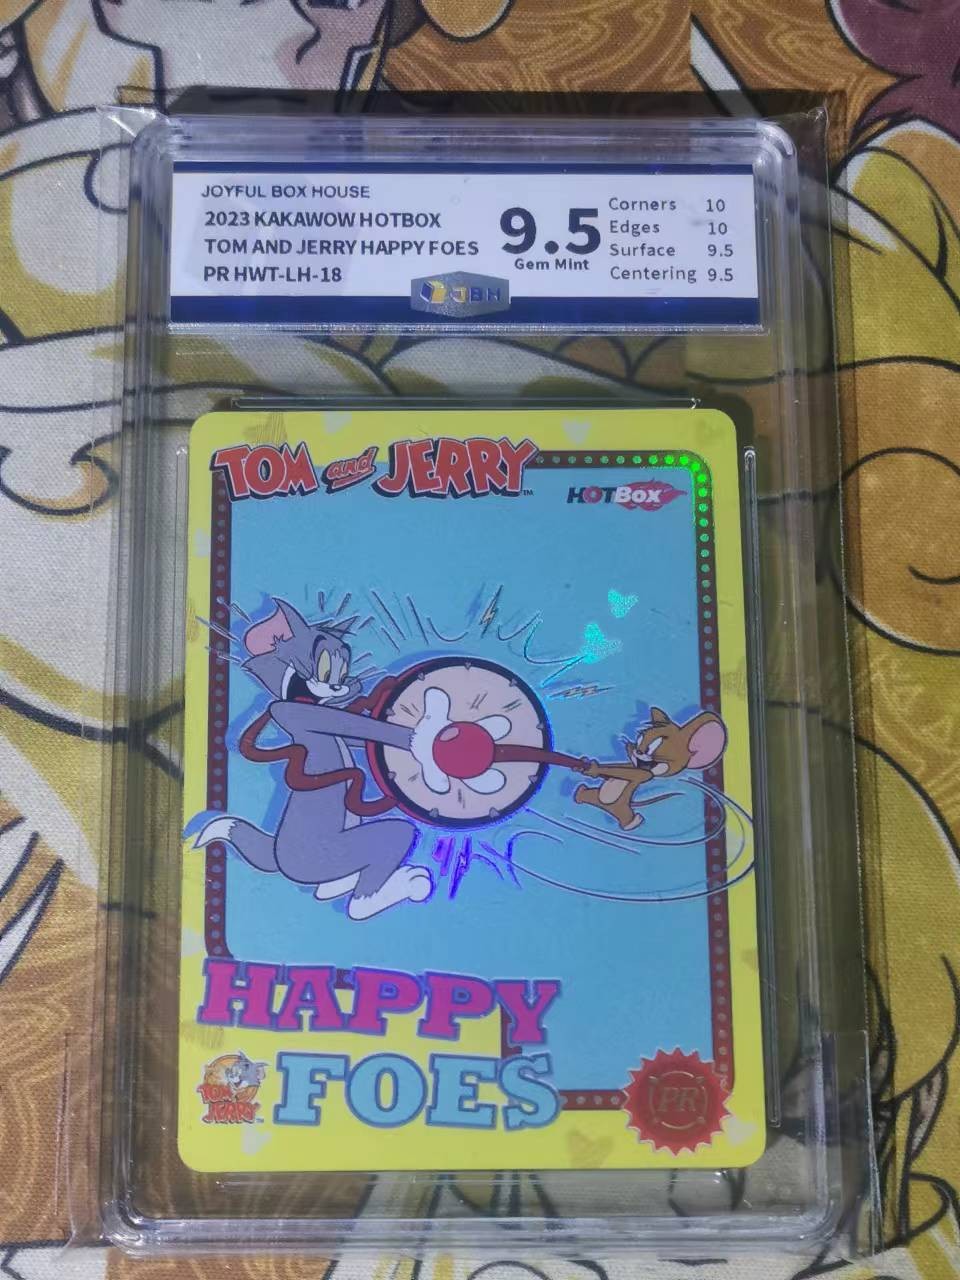 JOYFUL BOX HOUSE
2023 KAKAWOW HOTBOX
TOM AND JERRY HAPPY FOES
PR HWT-LH-18
9.5
Gem Mint
Corners 10
Edges 10
Surface 9.5
Centering 9.5
JBH
TOM and JERRY™
HOTBOX
HAPPY
FOES
TOM and JERRY™
PR